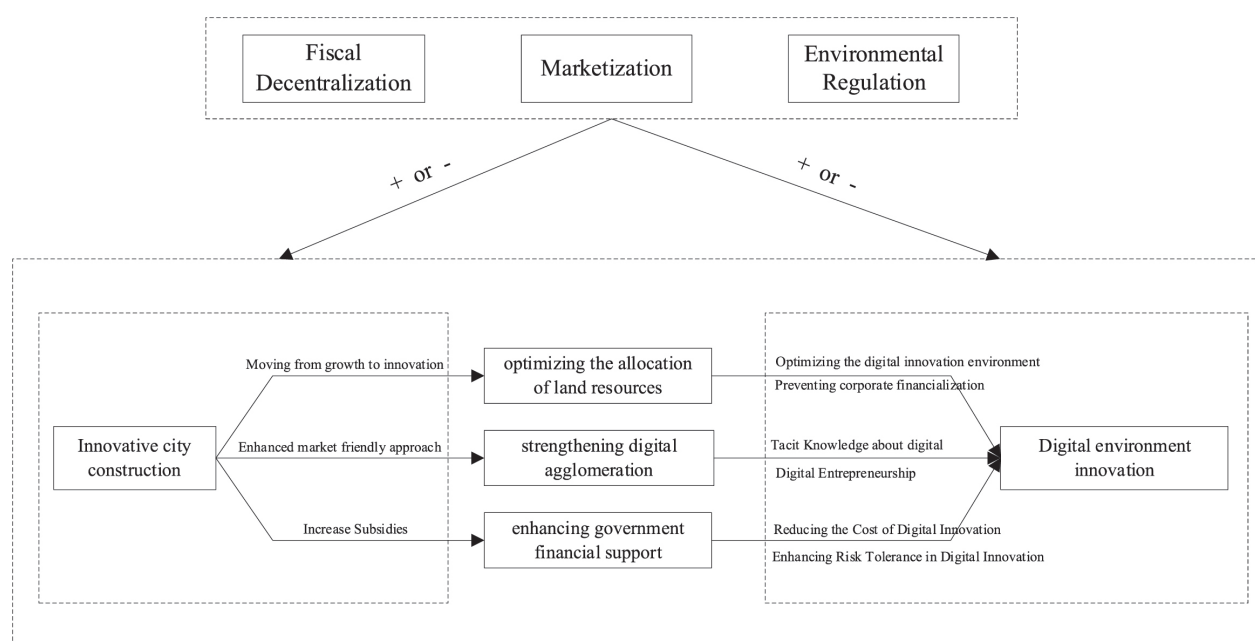 Fiscal
Decentralization
Marketization
Environmental
Regulation
+ or -
+ or -
Moving from growth to innovation
optimizing the allocation
of land resources
Optimizing the digital innovation environment
Preventing corporate financialization
Innovative city
construction
Enhanced market friendly approach
strengthening digital
agglomeration
Tacit Knowledge about digital
Digital Entrepreneurship
Digital environment
innovation
Increase Subsidies
enhancing government
financial support
Reducing the Cost of Digital Innovation
Enhancing Risk Tolerance in Digital Innovation